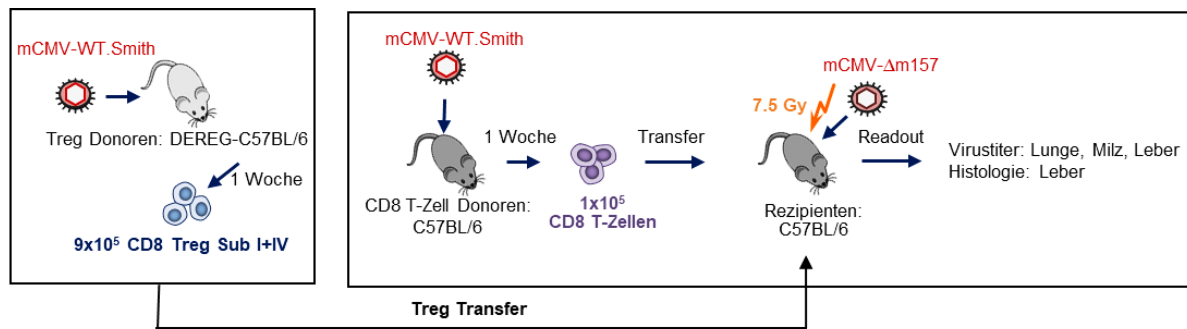 mCMV-WT.Smith
Treg Donoren: DEREG-C57BL/6
1 Woche
9x10⁵ CD8 Treg Sub I+IV
mCMV-WT.Smith
1 Woche
CD8 T-Zell Donoren:
C57BL/6
1x10⁵
CD8 T-Zellen
Transfer
mCMV-Δm157
7.5 Gy
Readout
Rezipienten:
C57BL/6
Virustiter: Lunge, Milz, Leber
Histologie: Leber
Treg Transfer